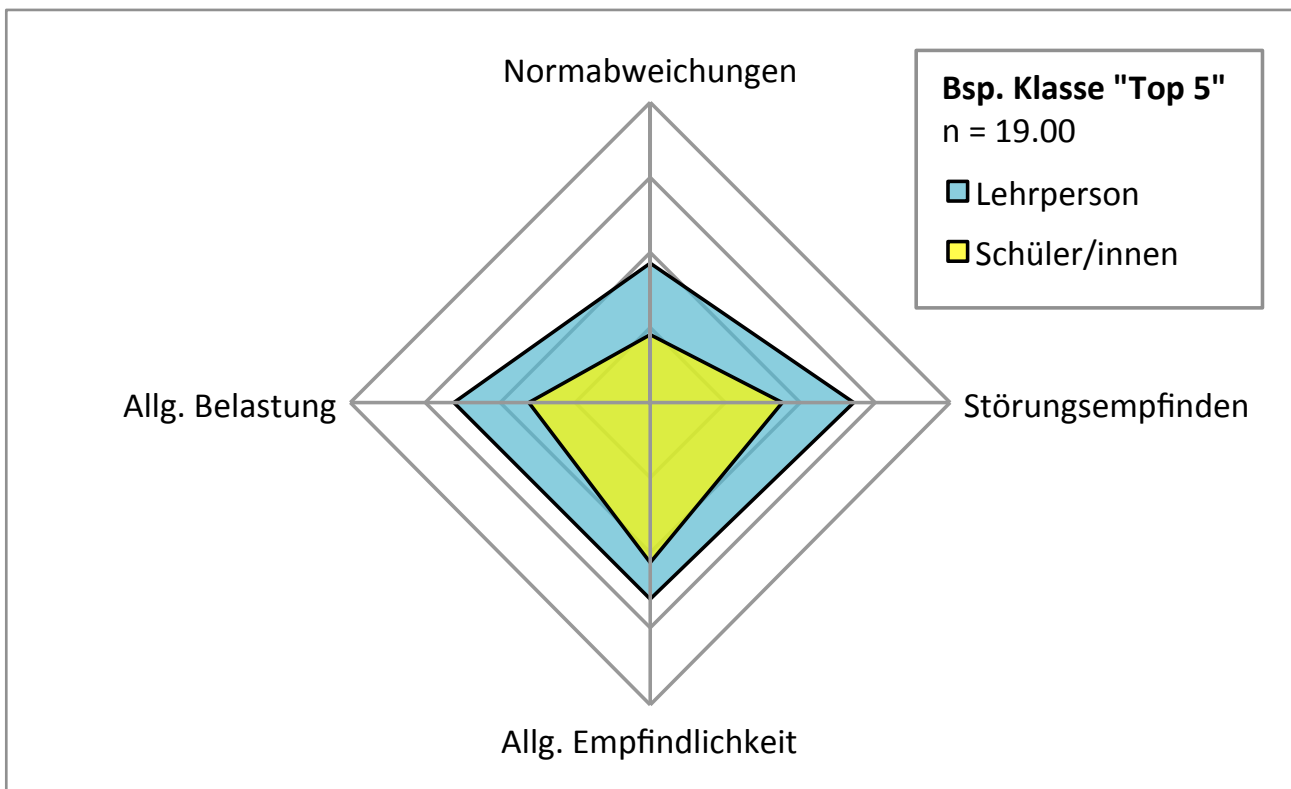 Normabweichungen
Bsp. Klasse "Top 5"
n = 19.00
Lehrperson
Schüler/innen
Allg. Belastung
Störungsempfinden
Allg. Empfindlichkeit